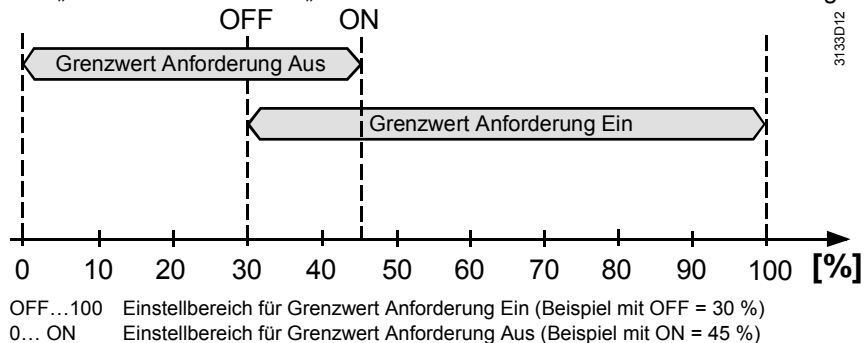 OFF ON
3133D12
Grenzwert Anforderung Aus
Grenzwert Anforderung Ein
0 10 20 30 40 50 60 70 80 90 100 [%]
OFF…100 Einstellbereich für Grenzwert Anforderung Ein (Beispiel mit OFF = 30 %)
0… ON Einstellbereich für Grenzwert Anforderung Aus (Beispiel mit ON = 45 %)